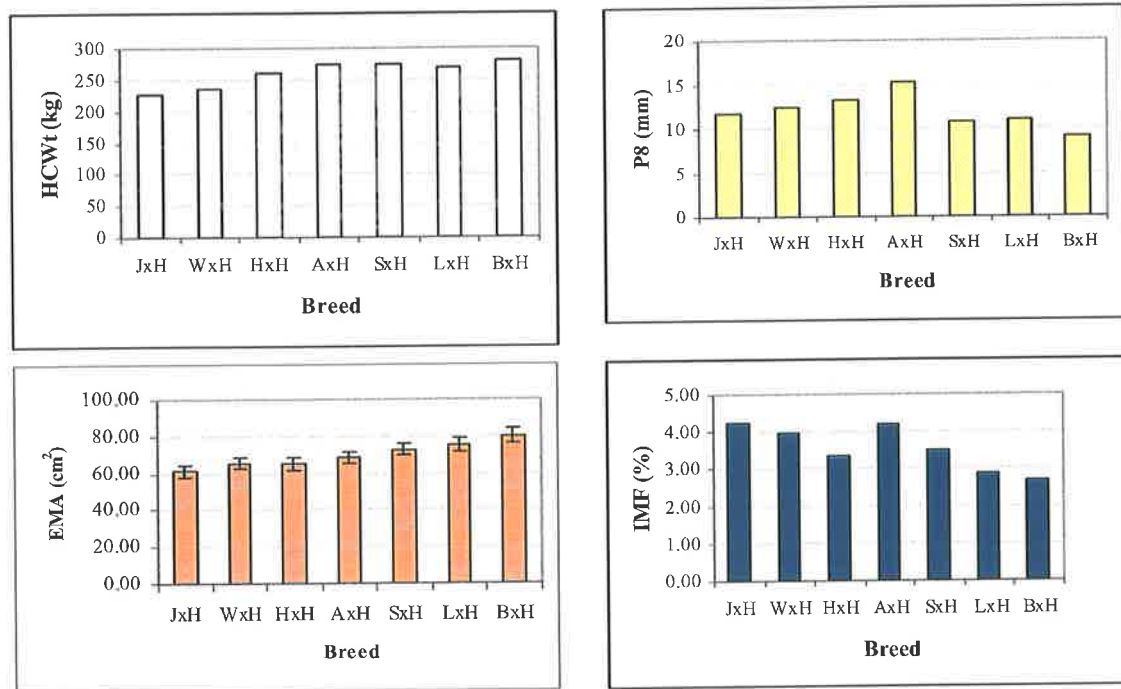 HCWt (kg)
300
250
200
150
100
50
0
JxH WxH HxH AxH SxH LxH BxH
Breed
P8 (mm)
20
15
10
5
0
JxH WxH HxH AxH SxH LxH BxH
Breed
EMA (cm²)
100.00
80.00
60.00
40.00
20.00
0.00
JxH WxH HxH AxH SxH LxH BxH
Breed
IMF (%)
5.00
4.00
3.00
2.00
1.00
0.00
JxH WxH HxH AxH SxH LxH BxH
Breed